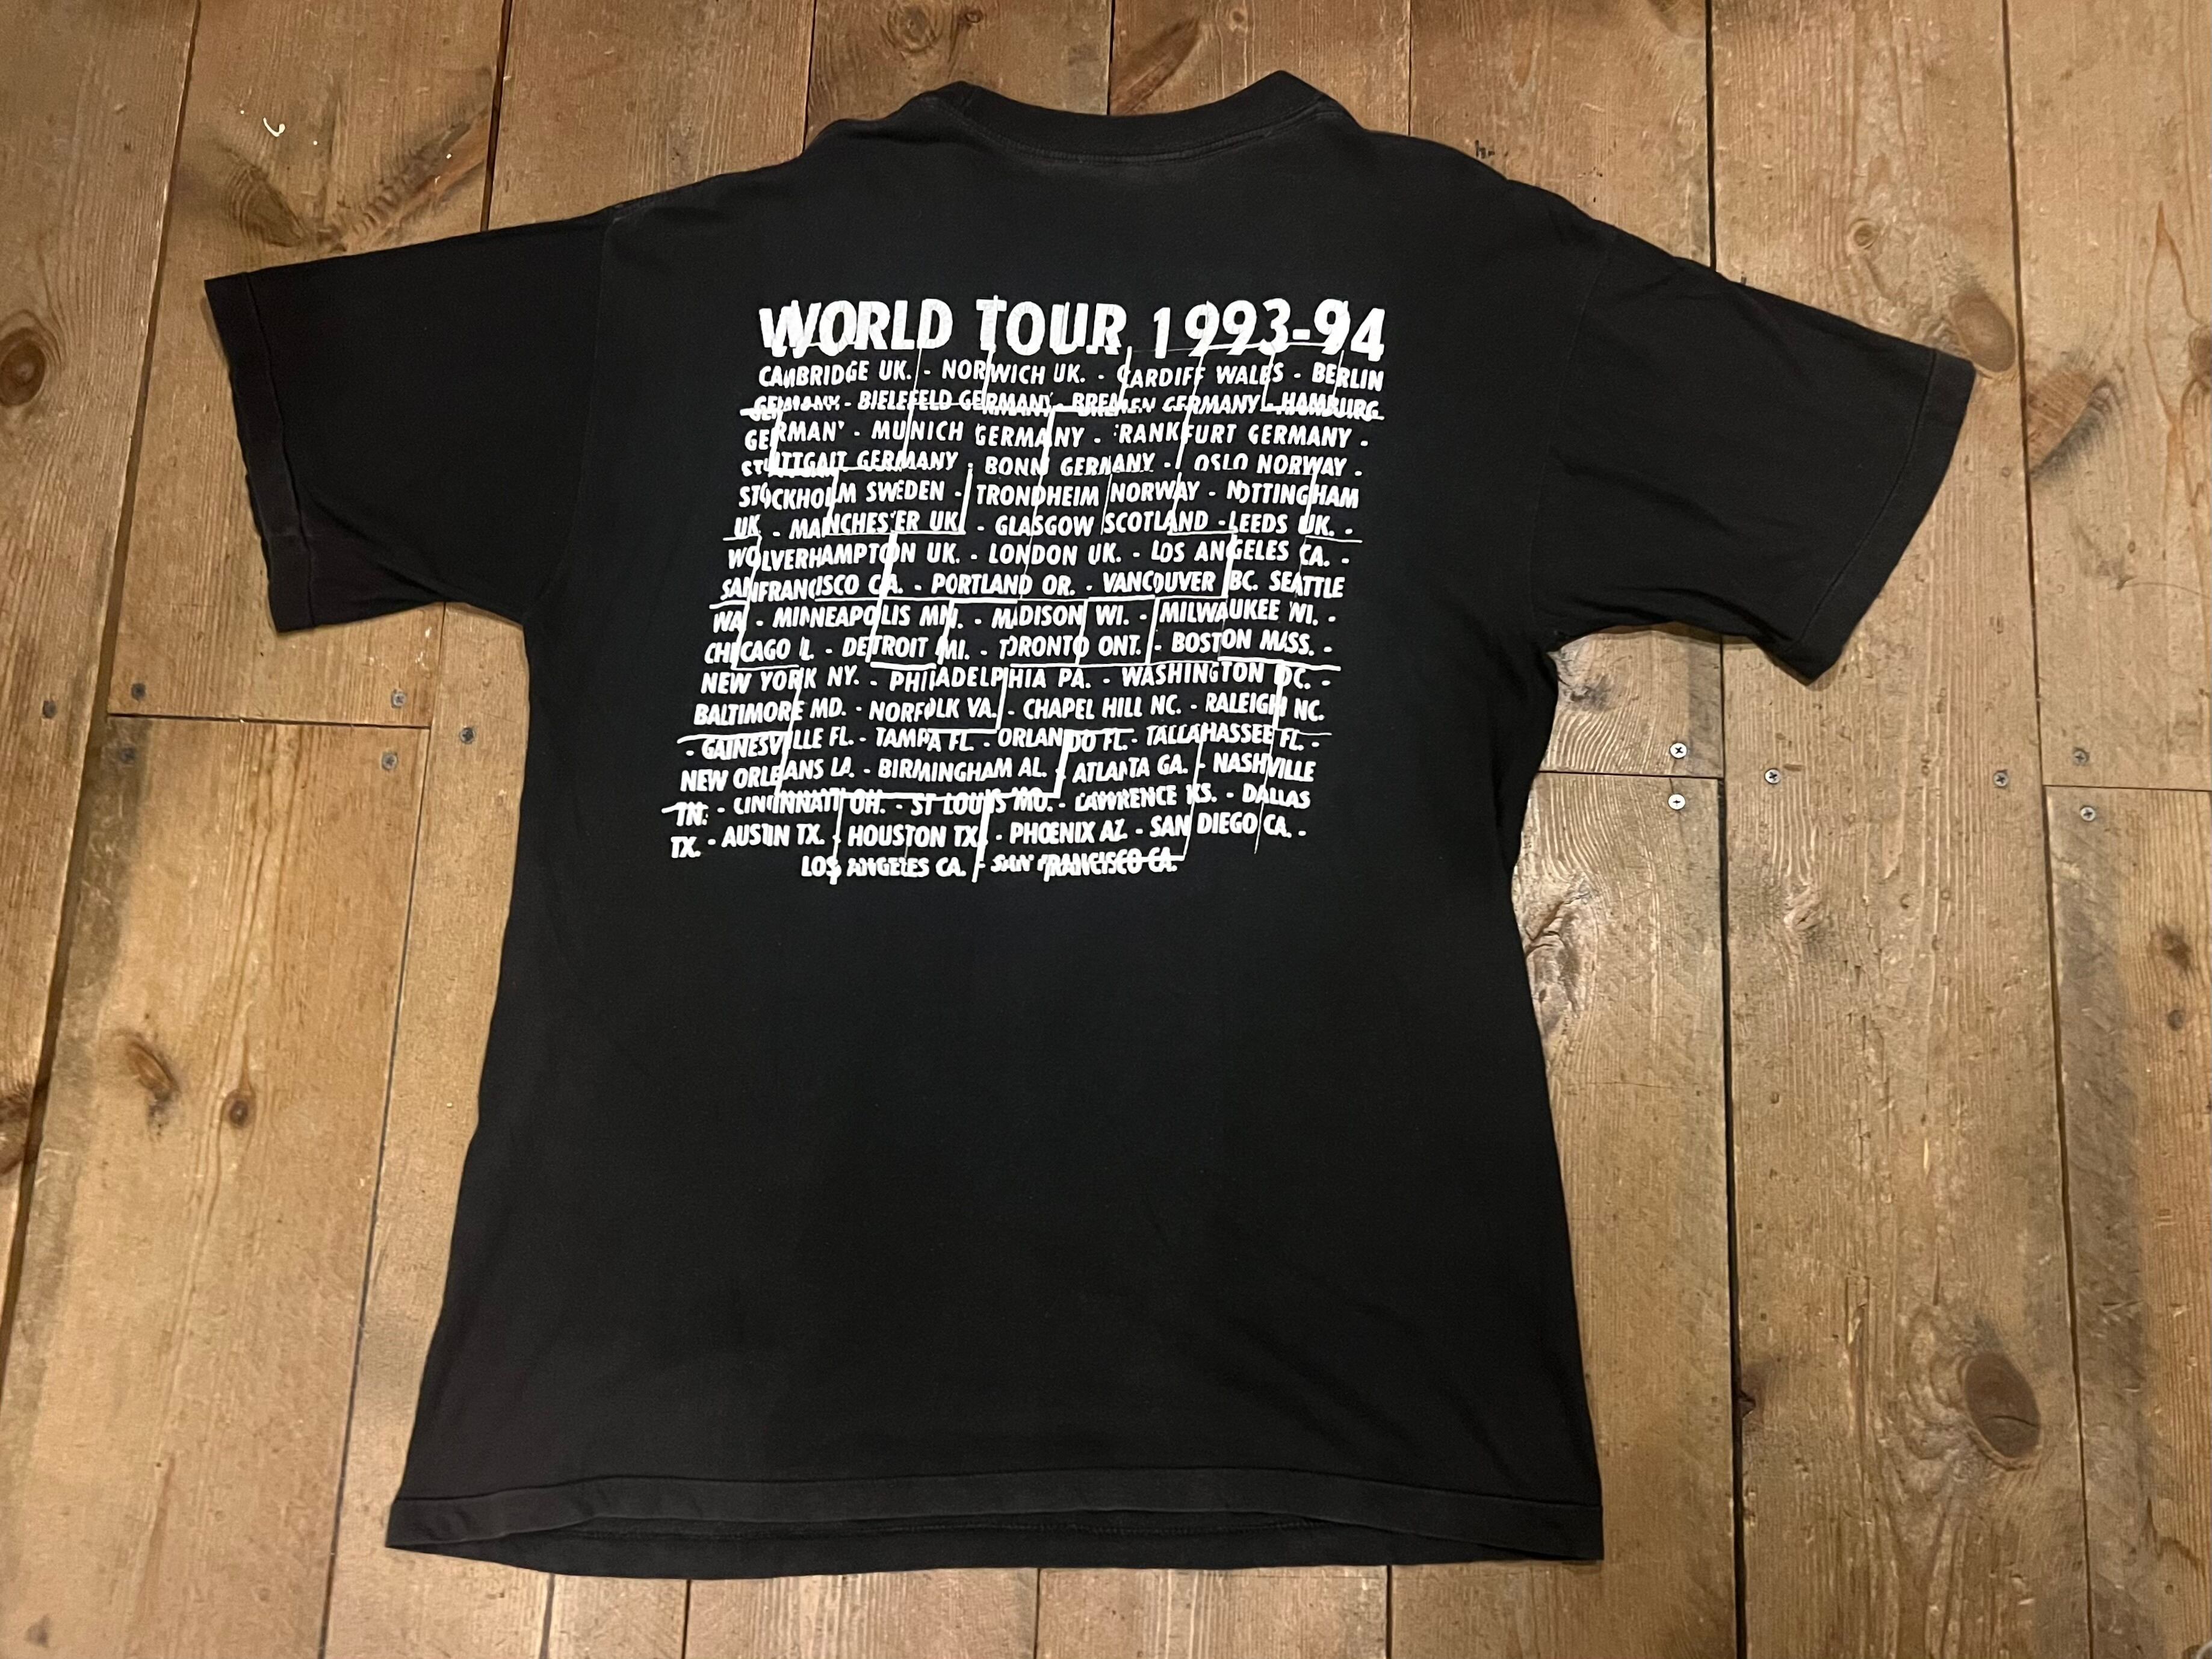 WORLD TOUR 1993-94
CAMBRIDGE UK. - NORWICH UK. - CARDIFF WALES - BERLIN
GERMANY - BIELEFELD GERMANY - BREMEN GERMANY - HAMBURG
GERMANY - MUNICH GERMANY - FRANKFURT GERMANY -
STUTTGART GERMANY - BONN GERMANY - OSLO NORWAY -
STOCKHOLM SWEDEN - TRONDHEIM NORWAY - NOTTINGHAM
UK - MANCHESTER UK. - GLASGOW SCOTLAND - LEEDS UK. -
WOLVERHAMPTON UK. - LONDON UK. - LOS ANGELES CA. -
SANFRANCISCO CA. - PORTLAND OR. - VANCOUVER BC. SEATTLE
WA - MINNEAPOLIS MN. - MADISON WI. - MILWAUKEE WI. -
CHICAGO IL. - DETROIT MI. - TORONTO ONT. - BOSTON MASS. -
NEW YORK NY. - PHILADELPHIA PA. - WASHINGTON DC. -
BALTIMORE MD. - NORFOLK VA. - CHAPEL HILL NC. - RALEIGH NC.
- GAINESVILLE FL. - TAMPA FL. - ORLANDO FL. - TALLAHASSEE FL. -
NEW ORLEANS LA. - BIRMINGHAM AL. - ATLANTA GA. - NASHVILLE
TN. - CINCINNATI OH. - ST LOUIS MO. - LAWRENCE KS. - DALLAS
TX. - AUSTIN TX. - HOUSTON TX. - PHOENIX AZ - SAN DIEGO CA. -
LOS ANGELES CA. - SAN FRANCISCO CA.